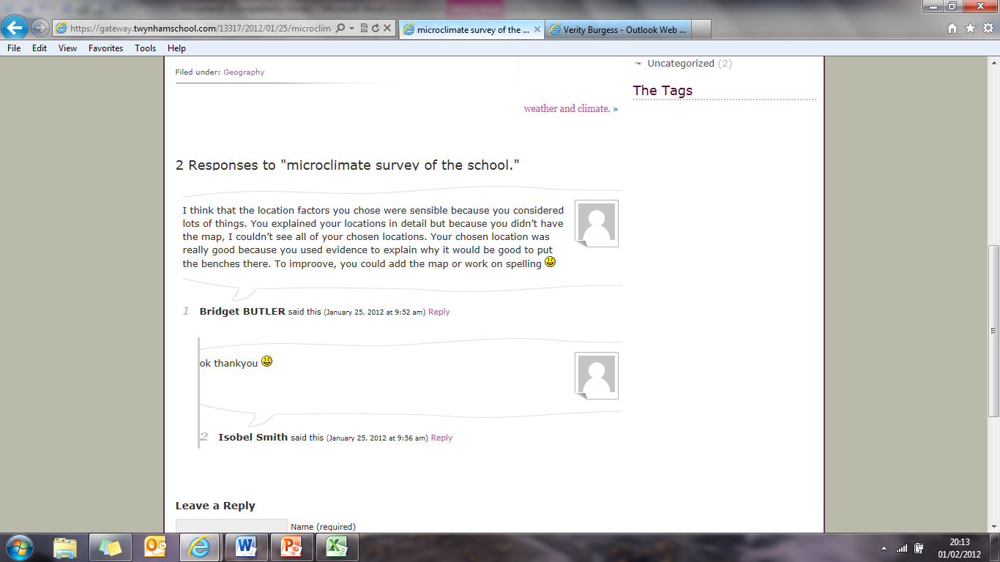 https://gateway.twynhamschool.com/13317/2012/01/25/microclim
microclimate survey of the ...
Verity Burgess - Outlook Web ...
File Edit View Favorites Tools Help
Filed under: Geography
Uncategorized (2)
The Tags
weather and climate. »
2 Responses to "microclimate survey of the school."
I think that the location factors you chose were sensible because you considered
lots of things. You explained your locations in detail but because you didn't have
the map, I couldn't see all of your chosen locations. Your chosen location was
really good because you used evidence to explain why it would be good to put
the benches there. To improove, you could add the map or work on spelling
1 Bridget BUTLER said this (January 25, 2012 at 9:52 am) Reply
ok thankyou
2 Isobel Smith said this (January 25, 2012 at 9:56 am) Reply
Leave a Reply
Name (required)
20:13
01/02/2012